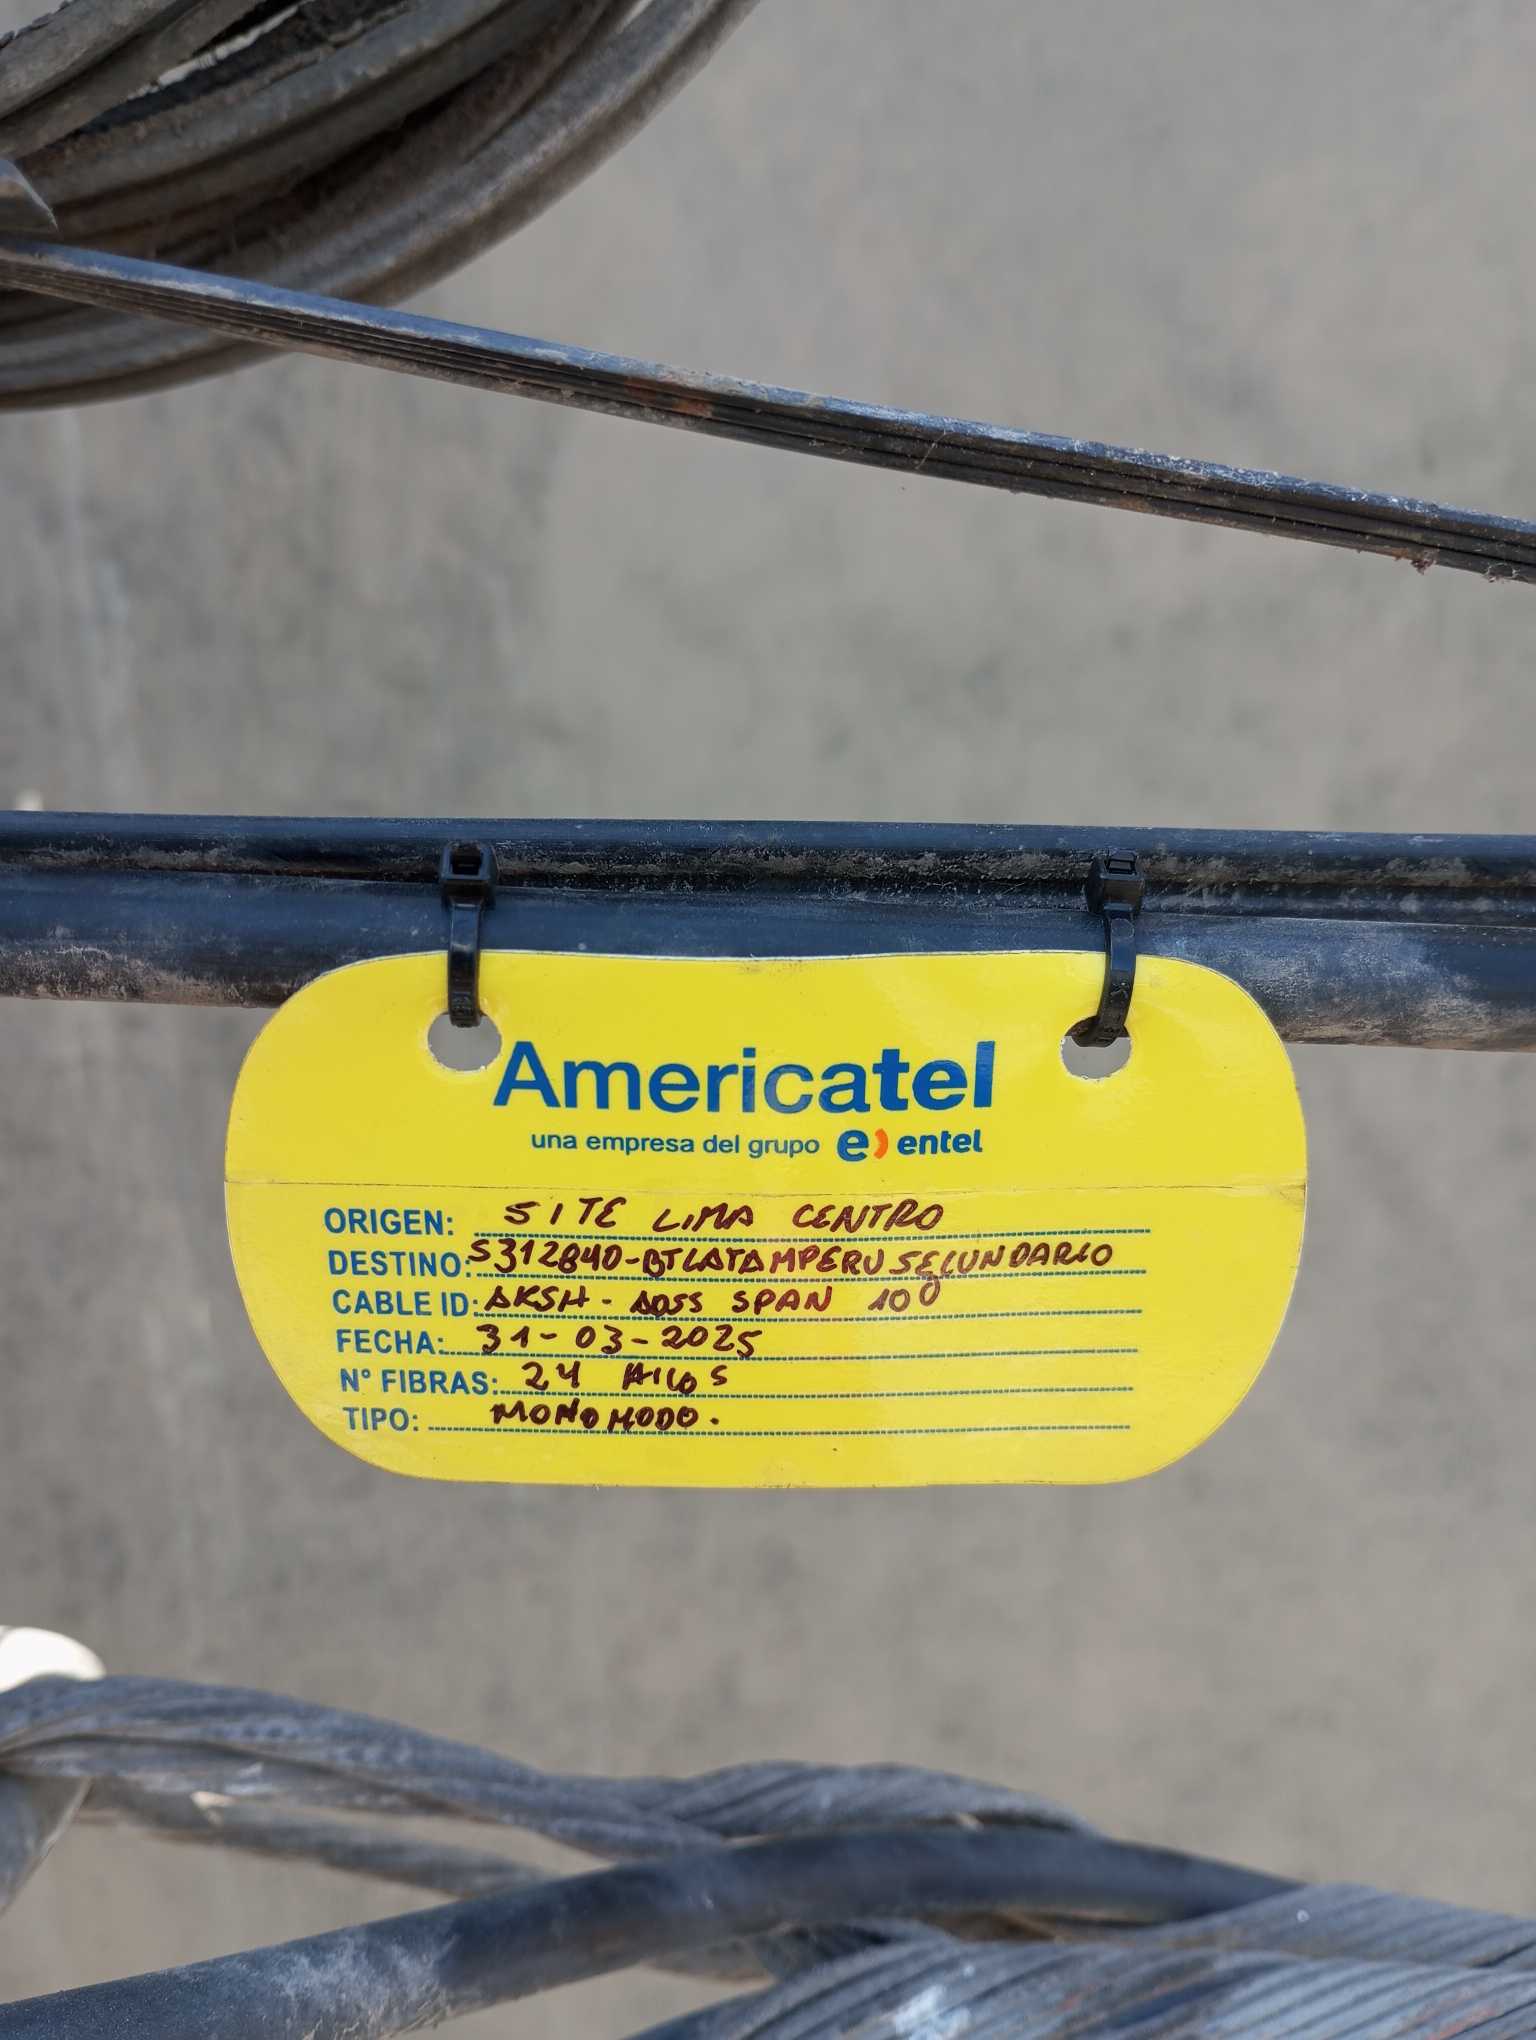 Americatel
una empresa del grupo e) entel
ORIGEN: SITE LIMA CENTRO
DESTINO: S312840-BTLATAMPERU SECUNDARIO
CABLE ID: AKSH - ADSS SPAN 100
FECHA: 31-03-2025
N° FIBRAS: 24 HILOS
TIPO: MONOMODO.